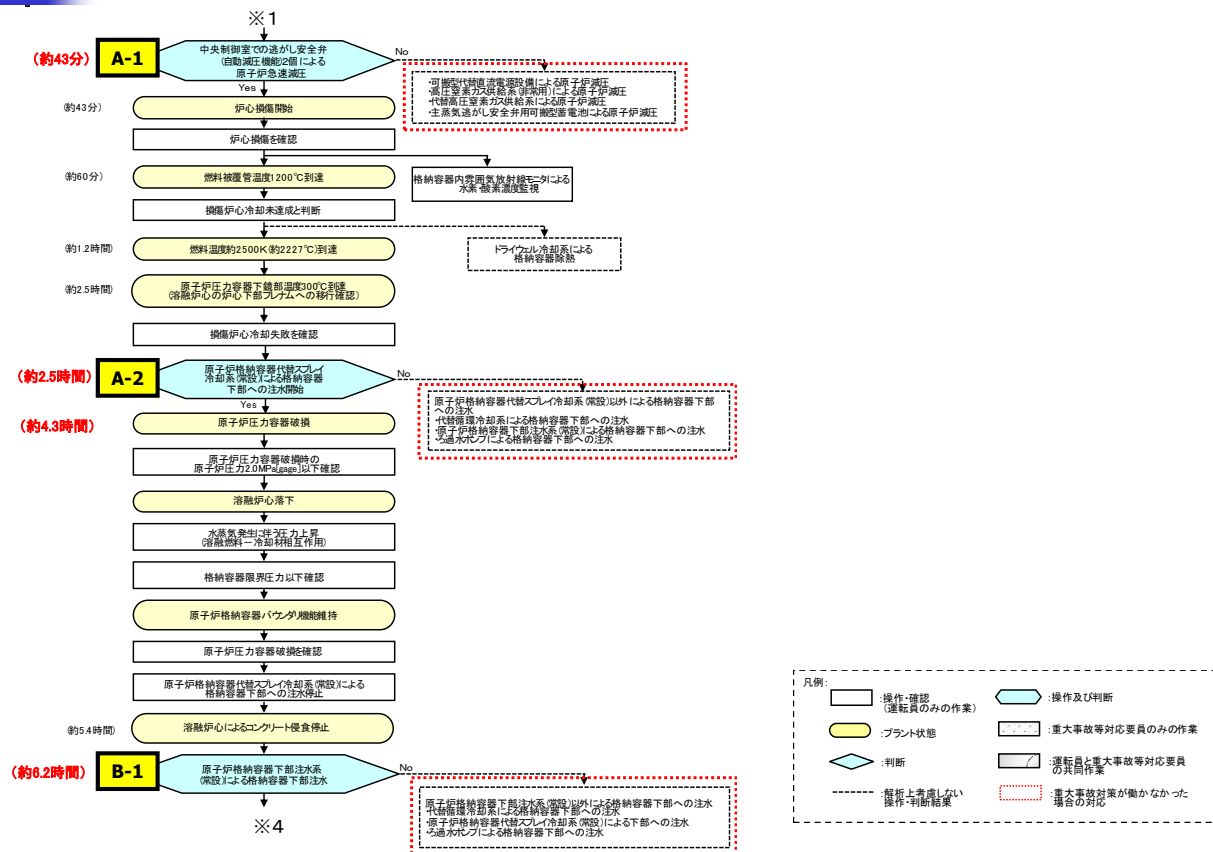 ※1
(約43分)
A-1
中央制御室での逃がし安全弁
(自動減圧機能)2個による
原子炉急速減圧
No
・可搬型代替直流電源設備による原子炉減圧
・高圧窒素ガス供給系(非常用)による原子炉減圧
・代替高圧窒素ガス供給系による原子炉減圧
・主蒸気逃がし安全弁用可搬型蓄電池による原子炉減圧
Yes
(約43分)
炉心損傷開始
炉心損傷を確認
(約60分)
燃料被覆管温度1200℃到達
格納容器内雰囲気放射線モニタによる
水素・酸素濃度監視
損傷炉心冷却未達成と判断
(約1.2時間)
燃料温度約2500K(約2227℃)到達
ドライウェル冷却系による
格納容器除熱
(約2.5時間)
原子炉圧力容器下鏡部温度300℃到達
(溶融炉心の炉心下部プレナムへの移行確認)
損傷炉心冷却失敗を確認
(約2.5時間)
A-2
原子炉格納容器代替スプレイ
冷却系(常設)による格納容器
下部への注水開始
No
原子炉格納容器代替スプレイ冷却系(常設)以外による格納容器下部
への注水
・代替循環冷却系による格納容器下部への注水
・原子炉格納容器下部注水系(常設)による格納容器下部への注水
・ろ過水ポンプによる格納容器下部への注水
Yes
(約4.3時間)
原子炉圧力容器破損
原子炉圧力容器破損時の
原子炉圧力2.0MPa[gage]以下確認
溶融炉心落下
水蒸気発生に伴う圧力上昇
(溶融燃料－冷却材相互作用)
格納容器限界圧力以下確認
原子炉格納容器バウンダリ機能維持
原子炉圧力容器破損を確認
原子炉格納容器代替スプレイ冷却系(常設)による
格納容器下部への注水停止
(約5.4時間)
溶融炉心によるコンクリート侵食停止
(約6.2時間)
B-1
原子炉格納容器下部注水系
(常設)による格納容器下部注水
No
原子炉格納容器下部注水系(常設)以外による格納容器下部への注水
・代替循環冷却系による格納容器下部への注水
・原子炉格納容器代替スプレイ冷却系(常設)による下部への注水
・ろ過水ポンプによる格納容器下部への注水
※4
凡例:
:操作・確認
(運転員のみの作業)
:操作及び判断
:プラント状態
:重大事故等対応要員のみの作業
:判断
:運転員と重大事故等対応要員
の共同作業
:解析上考慮しない
操作・判断結果
:重大事故対策が働かなかった
場合の対応